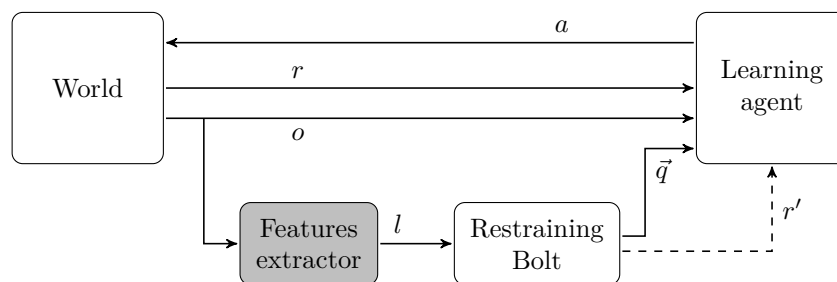 World
a
r
o
Learning
agent
q⃗
r′
Features
extractor
l
Restraining
Bolt